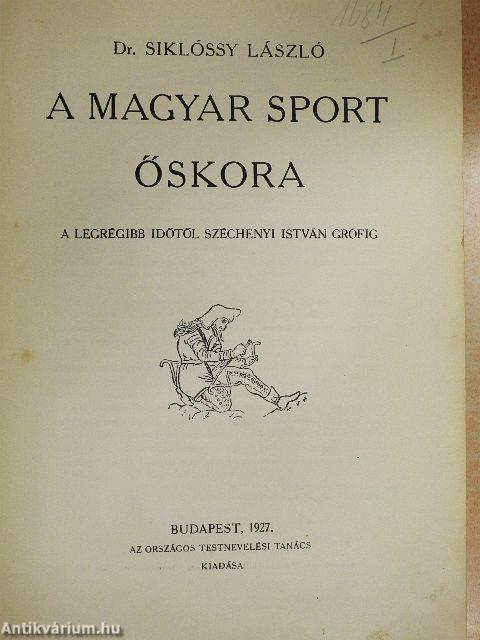 1684
I
Dr. SIKLÓSSY LÁSZLÓ
A MAGYAR SPORT
ŐSKORA
A LEGRÉGIBB IDŐTŐL SZÉCHENYI ISTVÁN GRÓFIG
BUDAPEST, 1927.
AZ ORSZÁGOS TESTNEVELÉSI TANÁCS
KIADÁSA
Antikvárium.hu